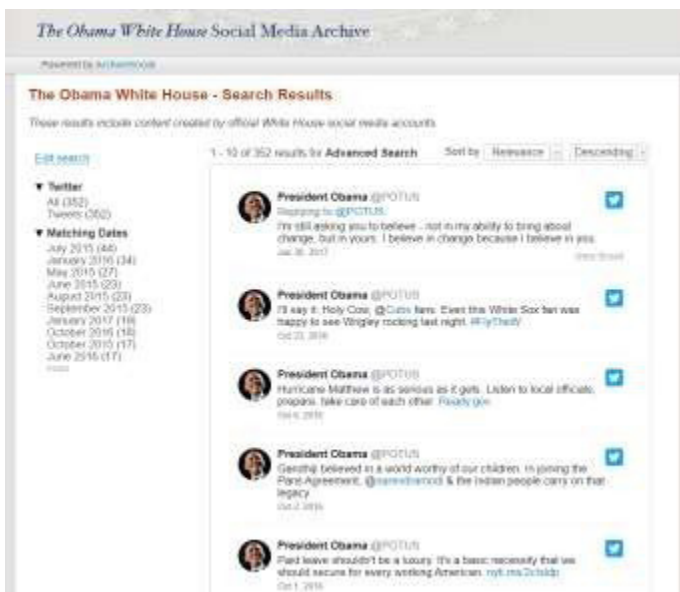 The Obama White House Social Media Archive
Powered by ArchiveSocial
The Obama White House - Search Results
These results include content created by official White House social media accounts.
Edit search
1 - 10 of 352 results for Advanced Search
Sort by Relevance Descending
▼ Twitter
All (352)
Tweets (352)
▼ Matching Dates
July 2015 (44)
January 2016 (34)
May 2015 (27)
June 2015 (23)
August 2015 (23)
September 2015 (23)
January 2017 (19)
October 2016 (18)
October 2015 (17)
June 2016 (17)
more
President Obama @POTUS
Replying to @POTUS
I'm still asking you to believe - not in my ability to bring about
change, but in yours. I believe in change because I believe in you.
President Obama @POTUS
I'll say it: Holy Cow, @Cubs fans. Even this White Sox fan was
happy to see Wrigley rocking last night. #FlyTheW
Oct 23, 2016
President Obama @POTUS
Hurricane Matthew is as serious as it gets. Listen to local officials,
prepare, take care of each other. Ready.gov
Oct 6, 2016
President Obama @POTUS
Gandhiji believed in a world worthy of our children. In joining the
Paris Agreement, @narendramodi & the Indian people carry on that
legacy.
Oct 2, 2016
President Obama @POTUS
Paid leave shouldn't be a luxury. It's a basic necessity that we
should secure for every working American.
Oct 1, 2016